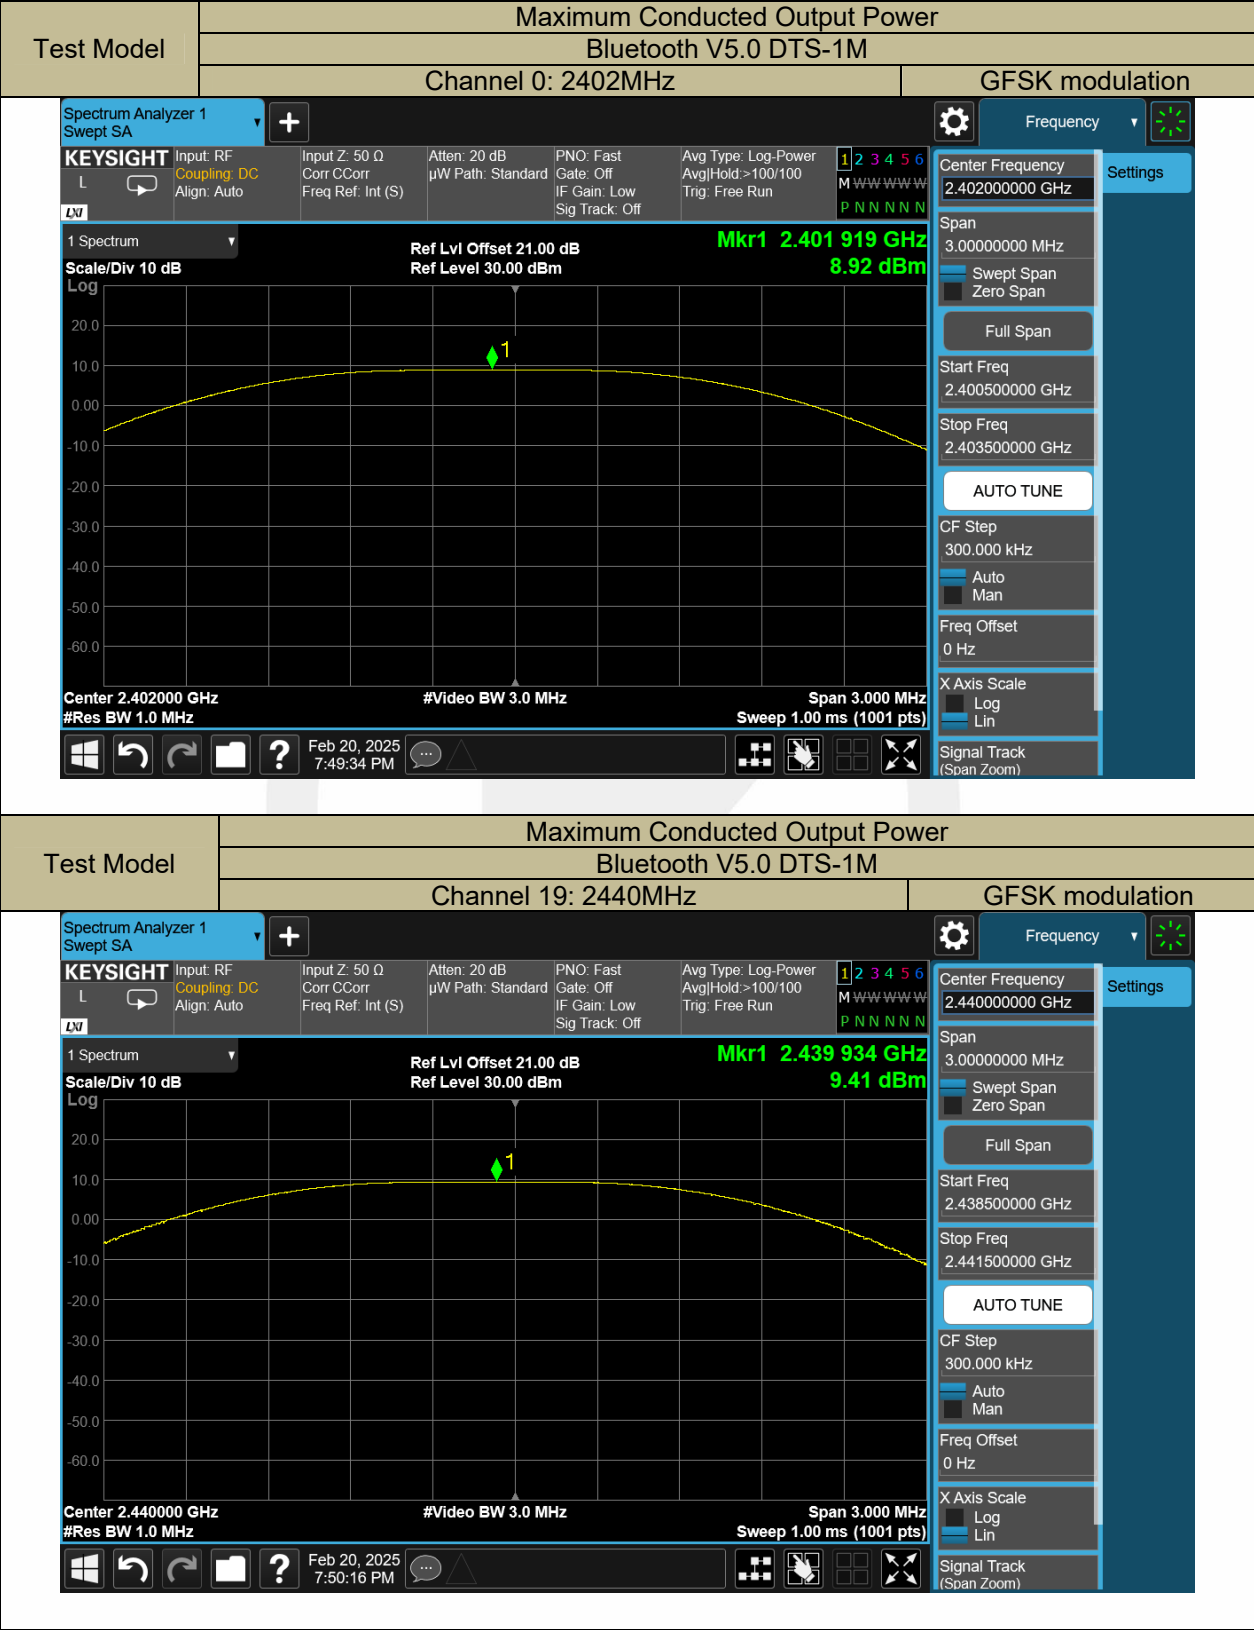 Test Model
Maximum Conducted Output Power
Bluetooth V5.0 DTS-1M
Channel 0: 2402MHz GFSK modulation
Spectrum Analyzer 1
Swept SA
Frequency
KEYSIGHT
L
LXI
Input: RF
Coupling: DC
Align: Auto
Input Z: 50 Ω
Corr CCorr
Freq Ref: Int (S)
Atten: 20 dB
µW Path: Standard
PNO: Fast
Gate: Off
IF Gain: Low
Sig Track: Off
Avg Type: Log-Power
Avg|Hold:>100/100
Trig: Free Run
1 2 3 4 5 6
M W W W W W
P N N N N N
1 Spectrum
Scale/Div 10 dB
Log
Ref Lvl Offset 21.00 dB
Ref Level 30.00 dBm
Mkr1 2.401 919 GHz
8.92 dBm
1
20.0
10.0
0.00
-10.0
-20.0
-30.0
-40.0
-50.0
-60.0
Center 2.402000 GHz
#Res BW 1.0 MHz
#Video BW 3.0 MHz
Span 3.000 MHz
Sweep 1.00 ms (1001 pts)
Feb 20, 2025
7:49:34 PM
Center Frequency
2.402000000 GHz
Settings
Span
3.00000000 MHz
Swept Span
Zero Span
Full Span
Start Freq
2.400500000 GHz
Stop Freq
2.403500000 GHz
AUTO TUNE
CF Step
300.000 kHz
Auto
Man
Freq Offset
0 Hz
X Axis Scale
Log
Lin
Signal Track
(Span Zoom)
Test Model
Maximum Conducted Output Power
Bluetooth V5.0 DTS-1M
Channel 19: 2440MHz GFSK modulation
Spectrum Analyzer 1
Swept SA
Frequency
KEYSIGHT
L
LXI
Input: RF
Coupling: DC
Align: Auto
Input Z: 50 Ω
Corr CCorr
Freq Ref: Int (S)
Atten: 20 dB
µW Path: Standard
PNO: Fast
Gate: Off
IF Gain: Low
Sig Track: Off
Avg Type: Log-Power
Avg|Hold:>100/100
Trig: Free Run
1 2 3 4 5 6
M W W W W W
P N N N N N
1 Spectrum
Scale/Div 10 dB
Log
Ref Lvl Offset 21.00 dB
Ref Level 30.00 dBm
Mkr1 2.439 934 GHz
9.41 dBm
1
20.0
10.0
0.00
-10.0
-20.0
-30.0
-40.0
-50.0
-60.0
Center 2.440000 GHz
#Res BW 1.0 MHz
#Video BW 3.0 MHz
Span 3.000 MHz
Sweep 1.00 ms (1001 pts)
Feb 20, 2025
7:50:16 PM
Center Frequency
2.440000000 GHz
Settings
Span
3.00000000 MHz
Swept Span
Zero Span
Full Span
Start Freq
2.438500000 GHz
Stop Freq
2.441500000 GHz
AUTO TUNE
CF Step
300.000 kHz
Auto
Man
Freq Offset
0 Hz
X Axis Scale
Log
Lin
Signal Track
(Span Zoom)